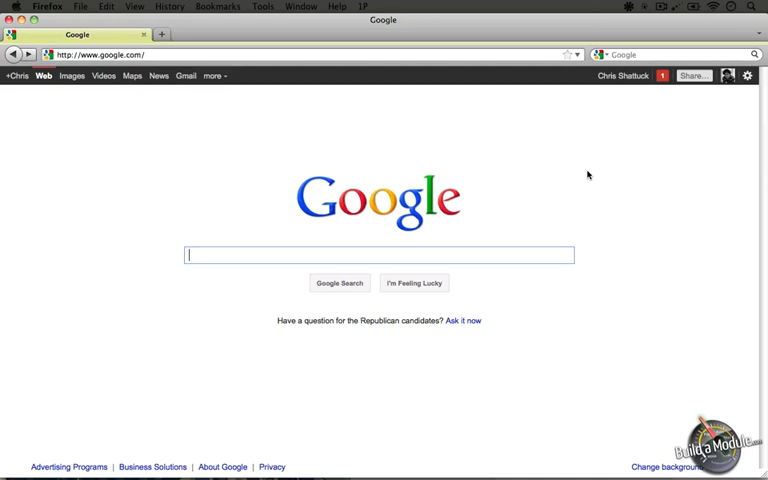 Firefox File Edit View History Bookmarks Tools Window Help 1P
Google
Google
http://www.google.com/ Google
+Chris Web Images Videos Maps News Gmail more Chris Shattuck 1 Share...
Google
Google Search I'm Feeling Lucky
Have a question for the Republican candidates? Ask it now
Build a Module.com
Advertising Programs | Business Solutions | About Google | Privacy Change background